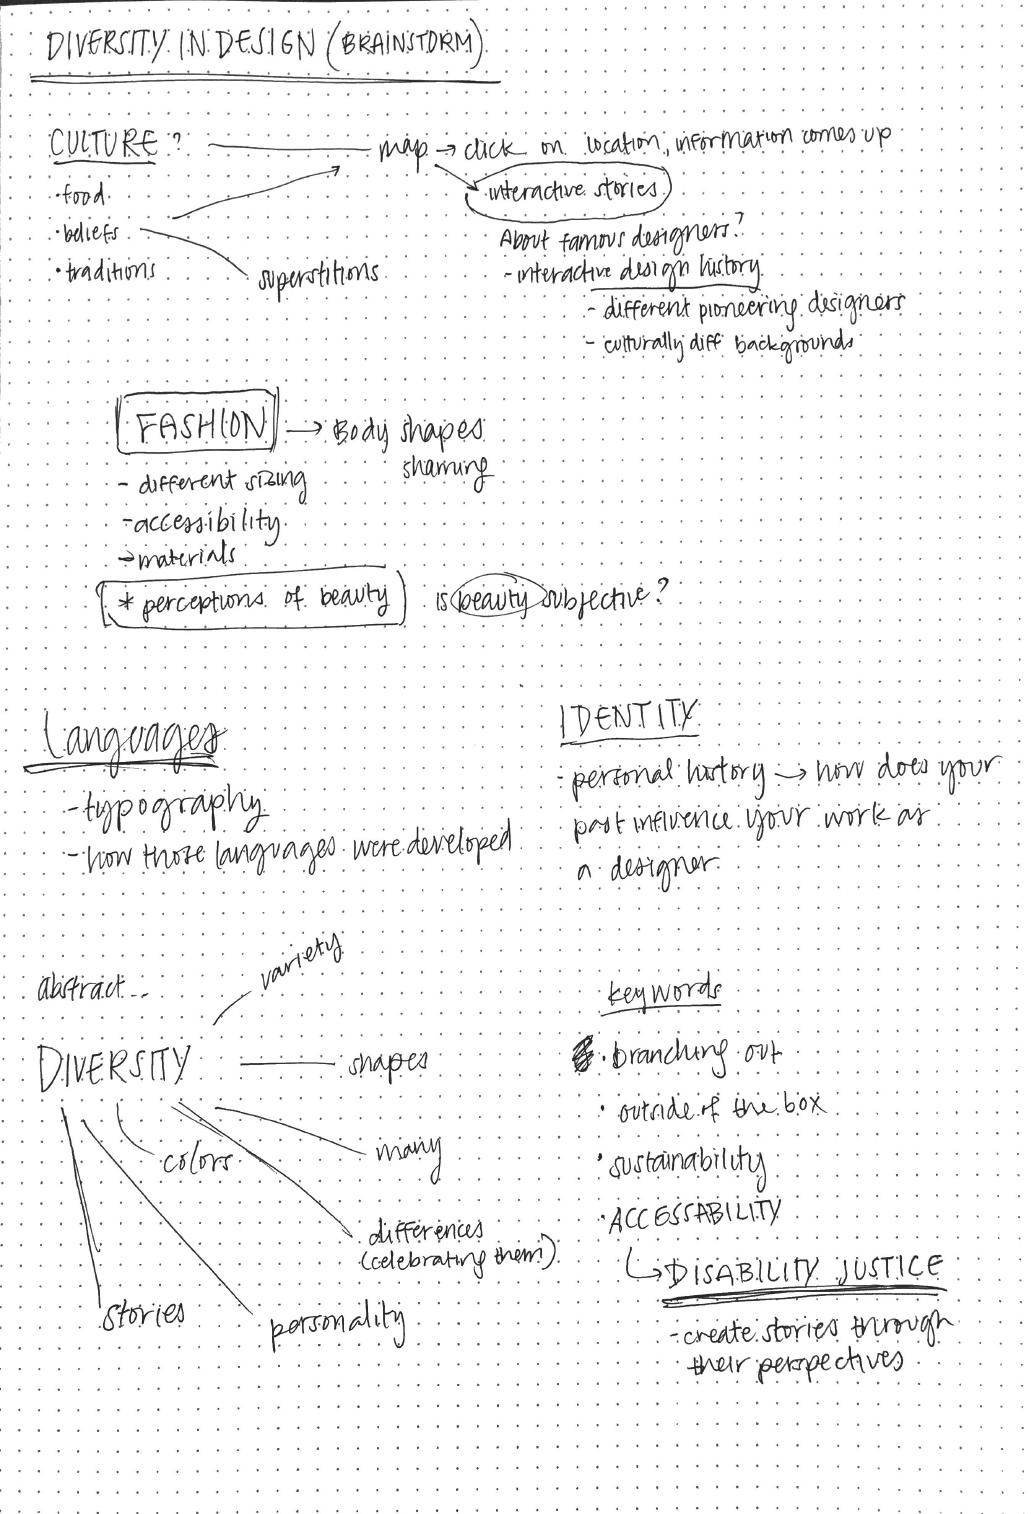 DIVERSITY IN DESIGN (BRAINSTORM)
CULTURE?
map → click on location, information comes up
• food
• beliefs
• traditions
superstitions
interactive stories
About famous designers?
- interactive design history
- different pioneering designers
- culturally diff backgrounds
FASHION → Body shapes
shaming
- different sizing
- accessibility
→ materials
* perceptions of beauty
is beauty subjective?
Languages
- typography
- how those languages were developed
IDENTITY
- personal history → how does your
past influence your work as
a designer
abstract...
DIVERSITY
variety
shapes
many
colors
differences
(celebrating them)
stories
personality
keywords
• branching out
• outside of the box
• sustainability
• ACCESSABILITY
↳ DISABILITY JUSTICE
- create stories through
their perspectives